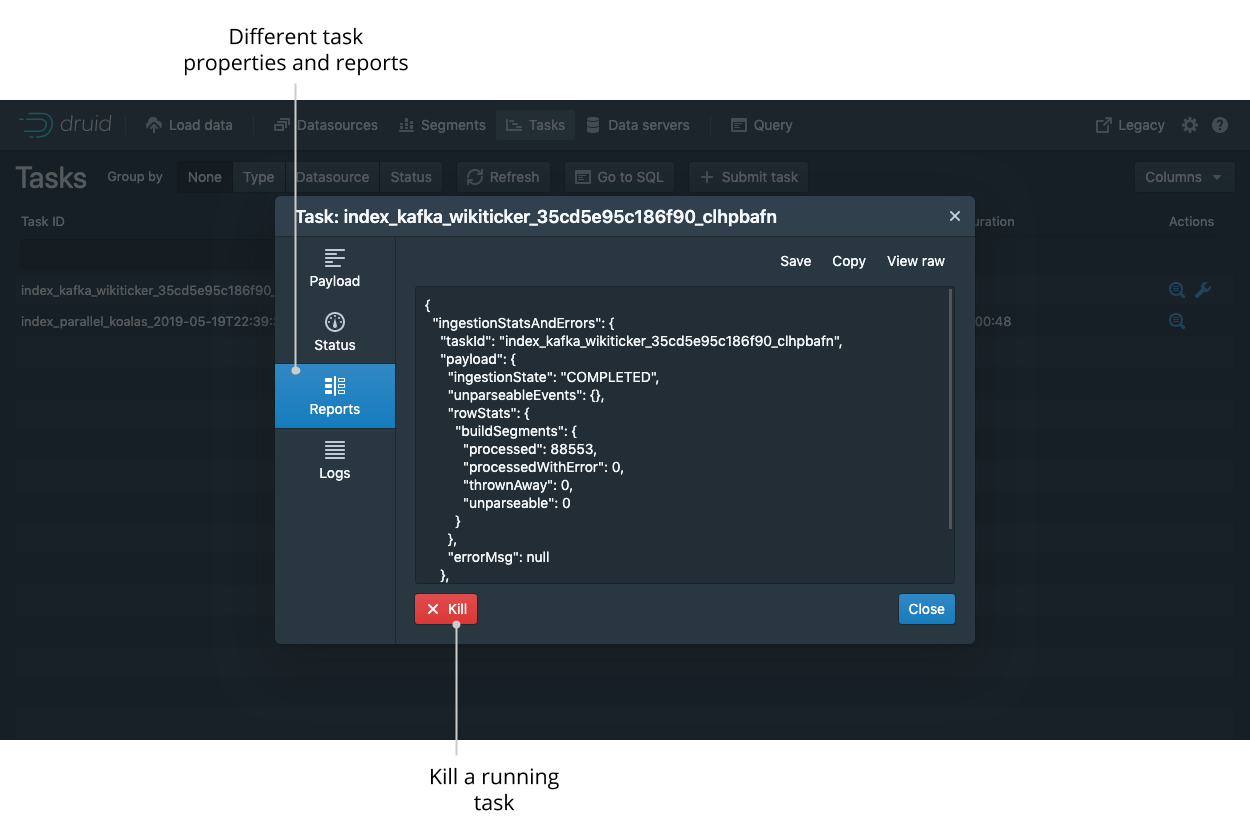 Different task
properties and reports
druid
Load data
Datasources
Segments
Tasks
Data servers
Query
Legacy
Tasks
Group by
None
Type
Datasource
Status
Refresh
Go to SQL
Submit task
Columns
Task ID
Actions
index_kafka_wikiticker_35cd5e95c186f90_
index_parallel_koalas_2019-05-19T22:39:
00:48
Task: index_kafka_wikiticker_35cd5e95c186f90_clhpbafn
Payload
Status
Reports
Logs
Save
Copy
View raw
{
"ingestionStatsAndErrors": {
"taskId": "index_kafka_wikiticker_35cd5e95c186f90_clhpbafn",
"payload": {
"ingestionState": "COMPLETED",
"unparseableEvents": {},
"rowStats": {
"buildSegments": {
"processed": 88553,
"processedWithError": 0,
"thrownAway": 0,
"unparseable": 0
}
},
"errorMsg": null
},
Kill
Close
Kill a running
task